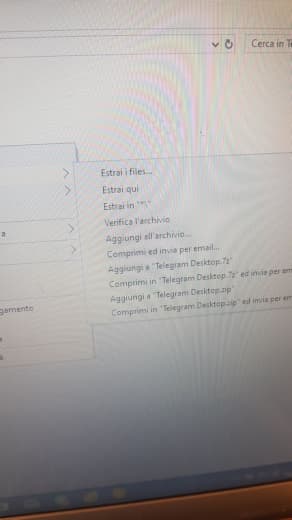 Cerca in Te
Estrai i files...
Estrai qui
Estrai in "*\"
Verifica l'archivio
a
Aggiungi all'archivio...
Comprimi ed invia per email...
Aggiungi a "Telegram Desktop.7z"
Comprimi in "Telegram Desktop.7z" ed invia per em
Aggiungi a "Telegram Desktop.zip"
gamento
Comprimi in "Telegram Desktop.zip" ed invia per em